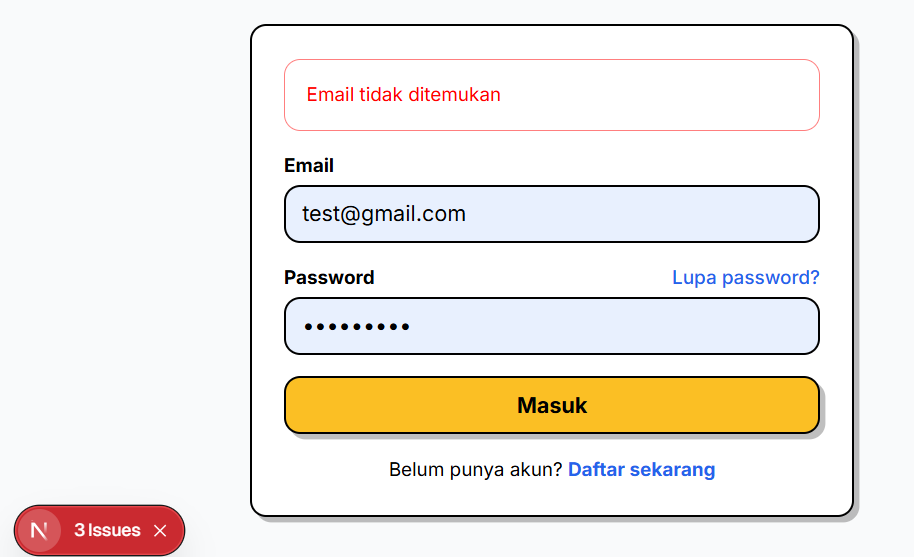 Email tidak ditemukan
Email
test@gmail.com
Password Lupa password?
•••••••••
Masuk
Belum punya akun? Daftar sekarang
N 3 Issues ×